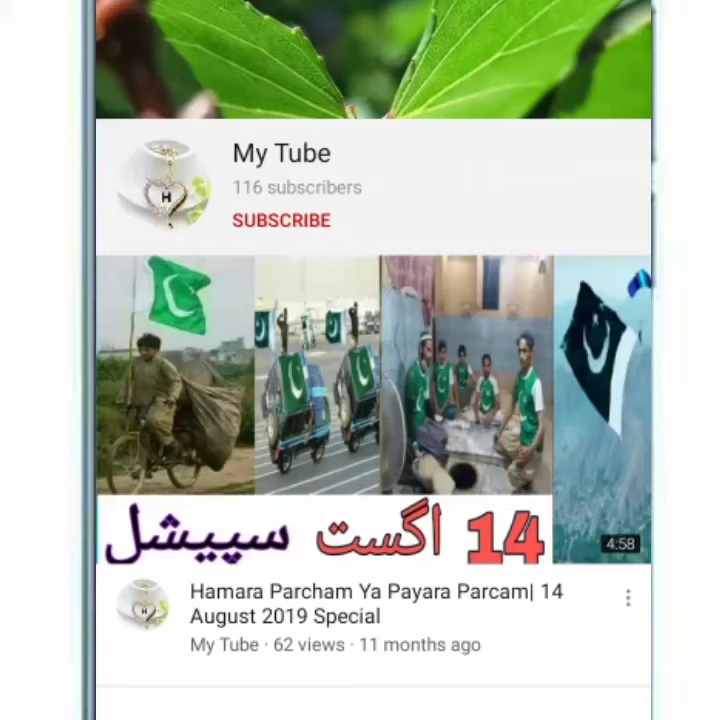 My Tube
116 subscribers
SUBSCRIBE
H
14 اگست سپیشل
4:58
Hamara Parcham Ya Payara Parcam| 14
August 2019 Special
My Tube · 62 views · 11 months ago